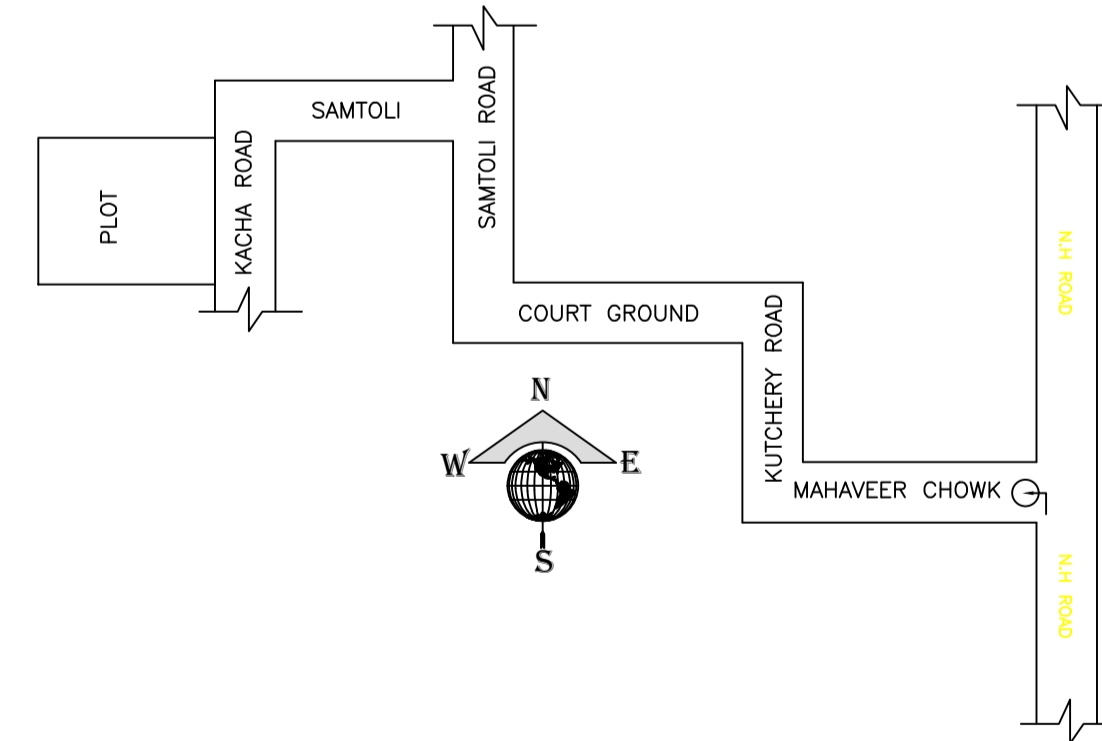 SAMTOLI
SAMTOLI ROAD
KACHA ROAD
PLOT
N.H ROAD
COURT GROUND
KUTCHERY ROAD
N
W
E
S
MAHAVEER CHOWK
N.H ROAD